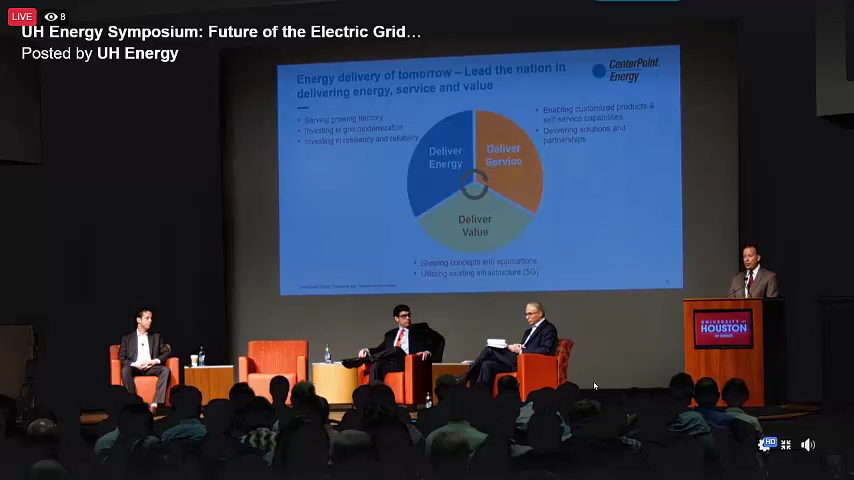 LIVE 8
UH Energy Symposium: Future of the Electric Grid…
Posted by UH Energy
Energy delivery of tomorrow – Lead the nation in
delivering energy, service and value
CenterPoint.
Energy
• Serving growing territory
• Investing in grid modernization
• Investing in resiliency and reliability
• Enabling customized products &
self-service capabilities
• Delivering solutions and
partnerships
Deliver
Energy
Deliver
Service
Deliver
Value
• Shaping concepts into applications
• Utilizing existing infrastructure (5G)
UNIVERSITY of
HOUSTON
HD